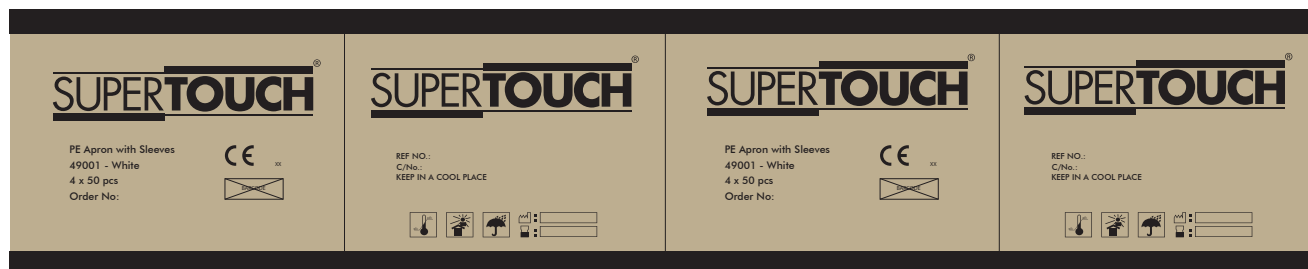 SUPERTOUCH®
PE Apron with Sleeves
49001 - White
4 x 50 pcs
Order No:
CE
xx
BARCODE
SUPERTOUCH®
REF NO.:
C/No.:
KEEP IN A COOL PLACE
:
:
SUPERTOUCH®
PE Apron with Sleeves
49001 - White
4 x 50 pcs
Order No:
CE
xx
BARCODE
SUPERTOUCH®
REF NO.:
C/No.:
KEEP IN A COOL PLACE
:
: